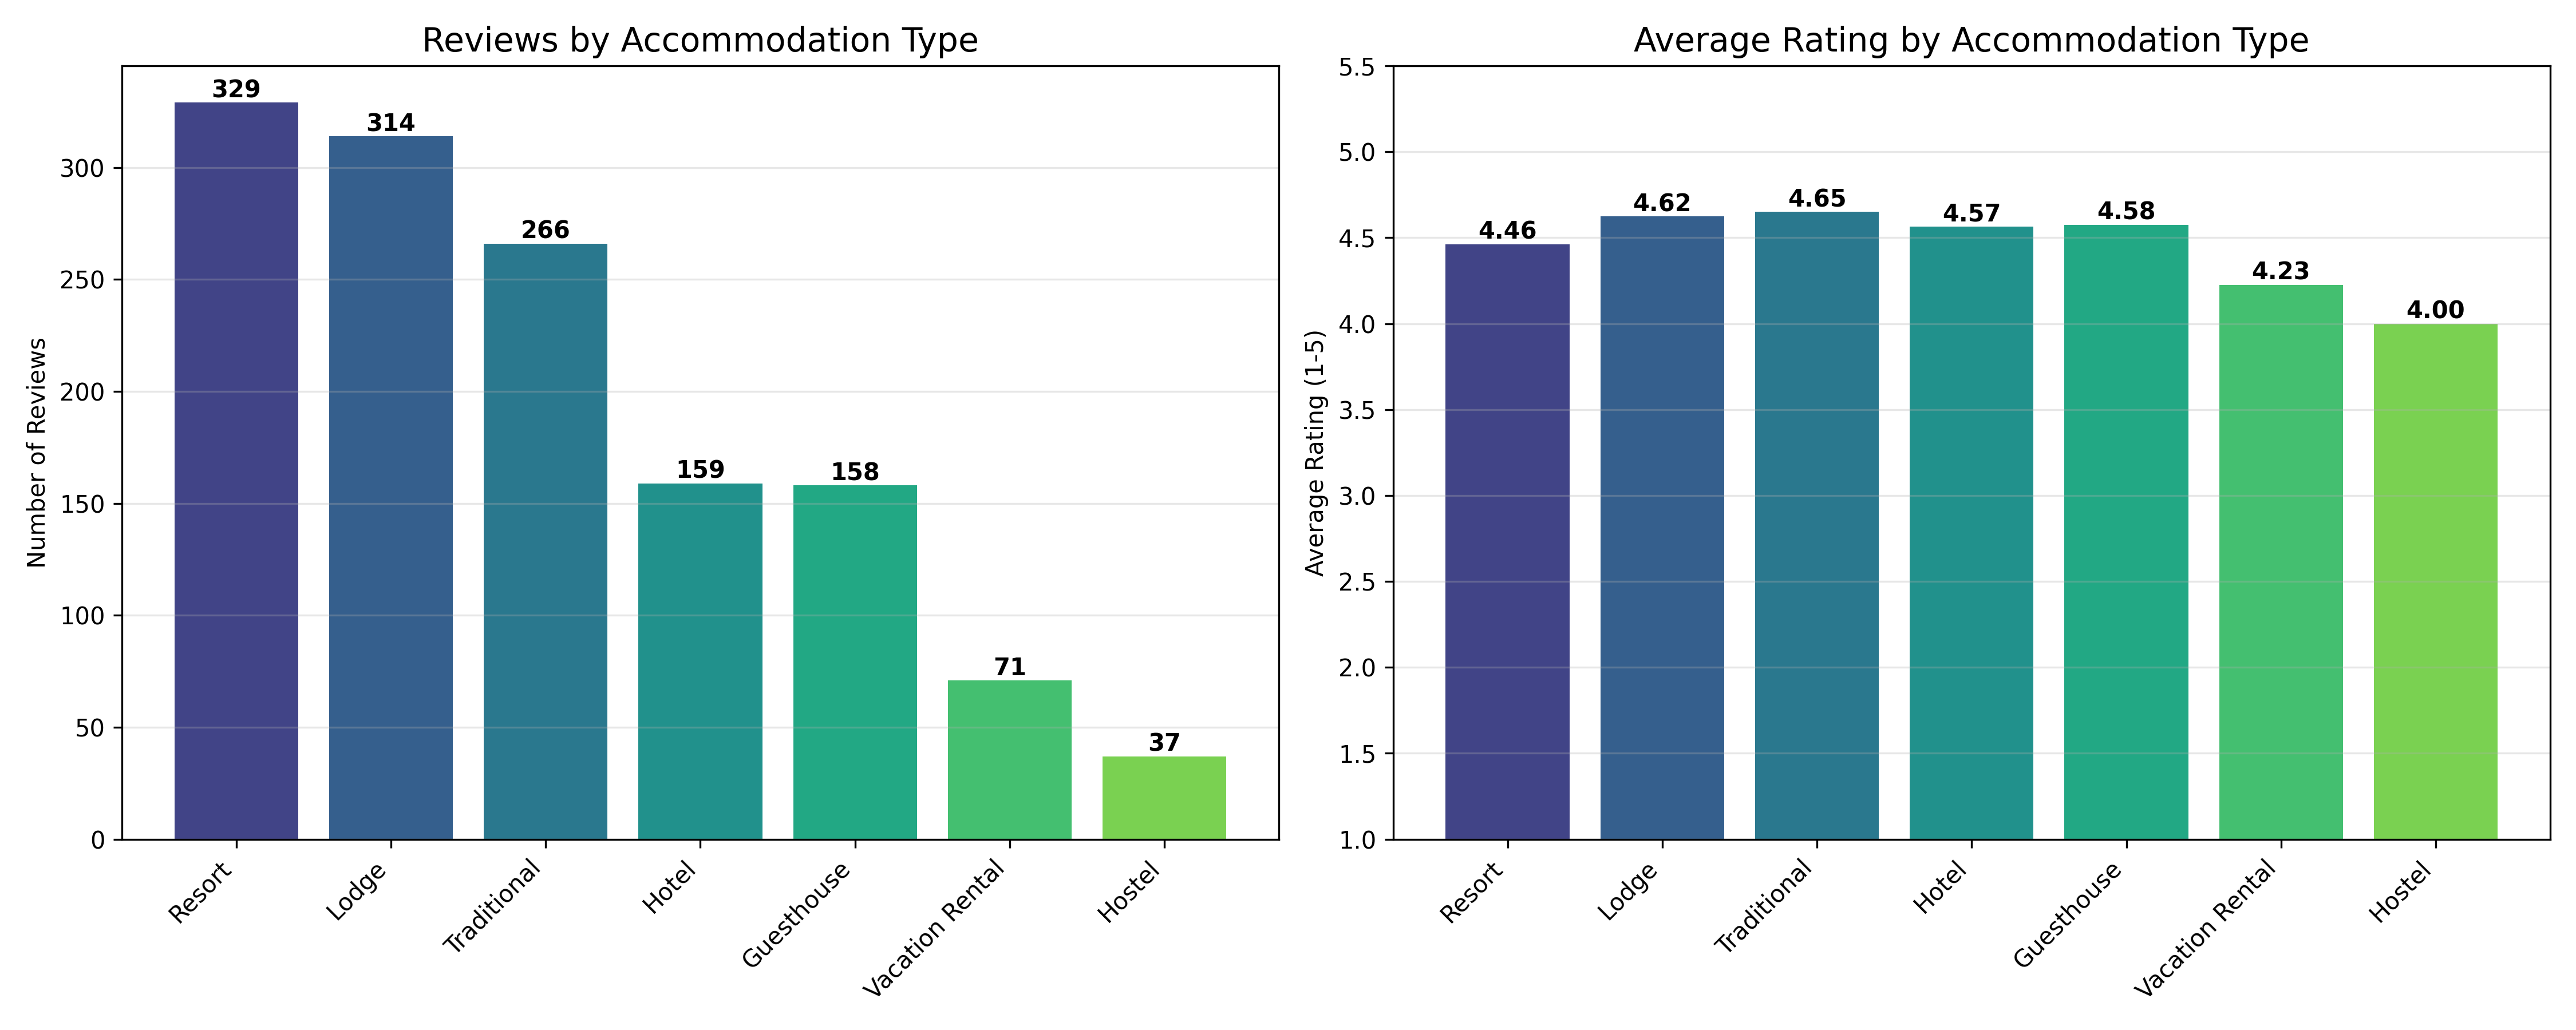 Reviews by Accommodation Type
Number of Reviews
300
250
200
150
100
50
0
329
314
266
159
158
71
37
Resort
Lodge
Traditional
Hotel
Guesthouse
Vacation Rental
Hostel
Average Rating by Accommodation Type
Average Rating (1-5)
5.5
5.0
4.5
4.0
3.5
3.0
2.5
2.0
1.5
1.0
4.46
4.62
4.65
4.57
4.58
4.23
4.00
Resort
Lodge
Traditional
Hotel
Guesthouse
Vacation Rental
Hostel